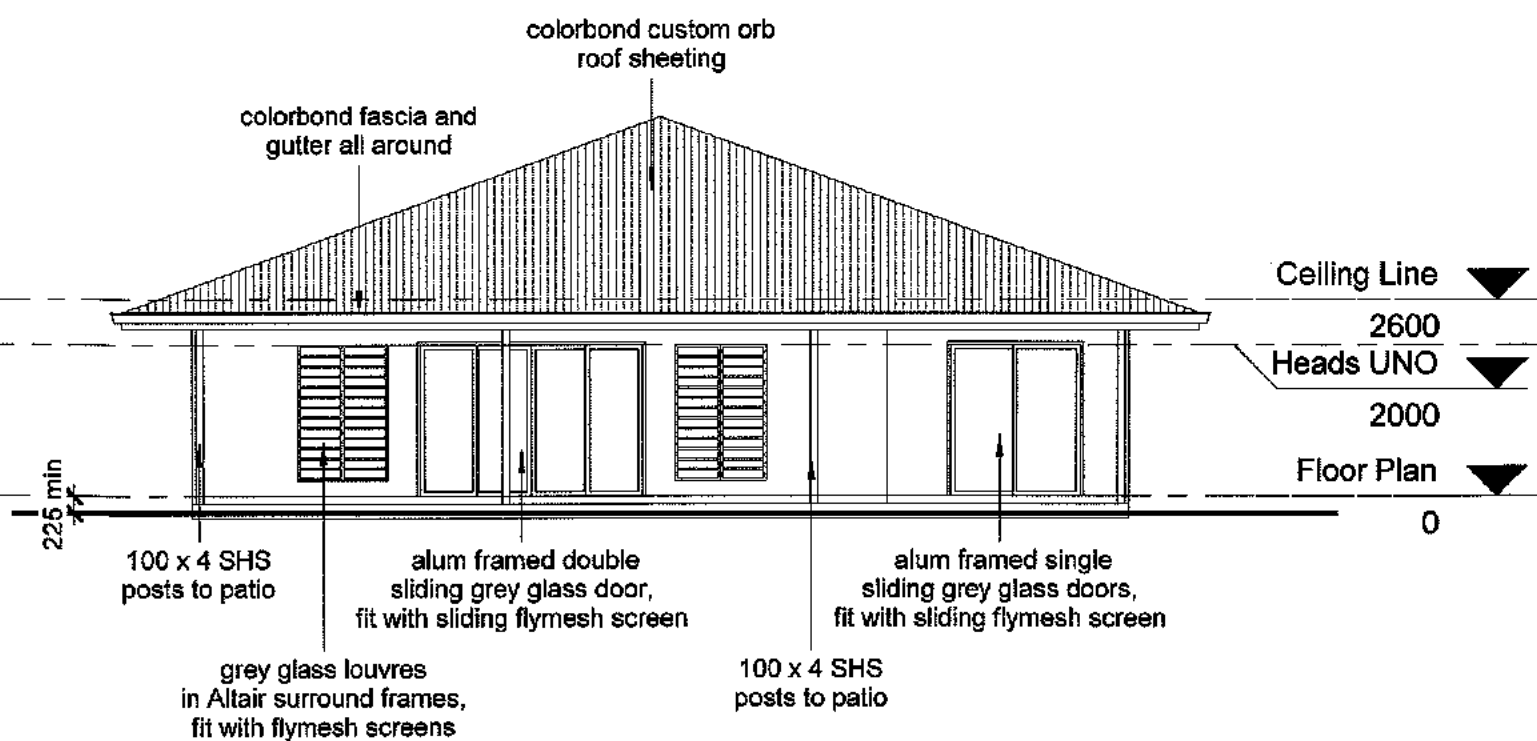 colorbond custom orb
roof sheeting
colorbond fascia and
gutter all around
Ceiling Line
2600
Heads UNO
2000
Floor Plan
0
225 min
100 x 4 SHS
posts to patio
alum framed double
sliding grey glass door,
fit with sliding flymesh screen
alum framed single
sliding grey glass doors,
fit with sliding flymesh screen
grey glass louvres
in Altair surround frames,
fit with flymesh screens
100 x 4 SHS
posts to patio